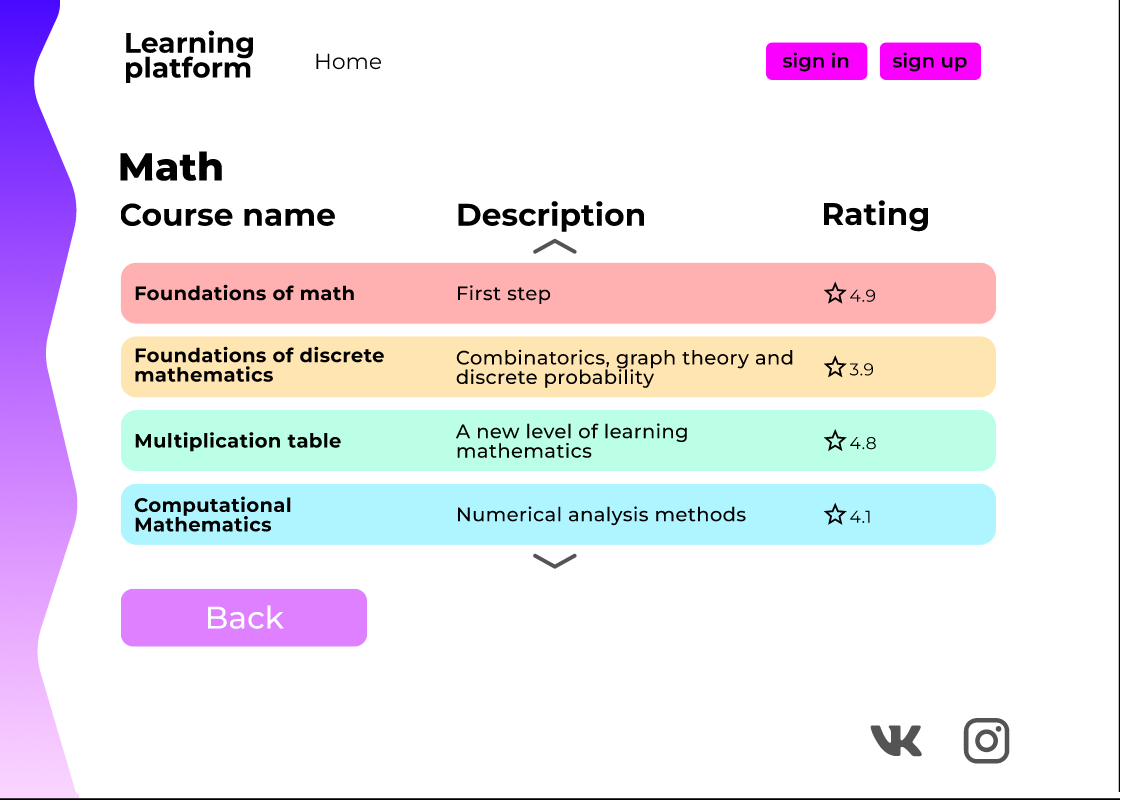 Learning
platform
Home
sign in
sign up
Math
Course name
Description
Rating
Foundations of math
First step
4.9
Foundations of discrete
mathematics
Combinatorics, graph theory and
discrete probability
3.9
Multiplication table
A new level of learning
mathematics
4.8
Computational
Mathematics
Numerical analysis methods
4.1
Back